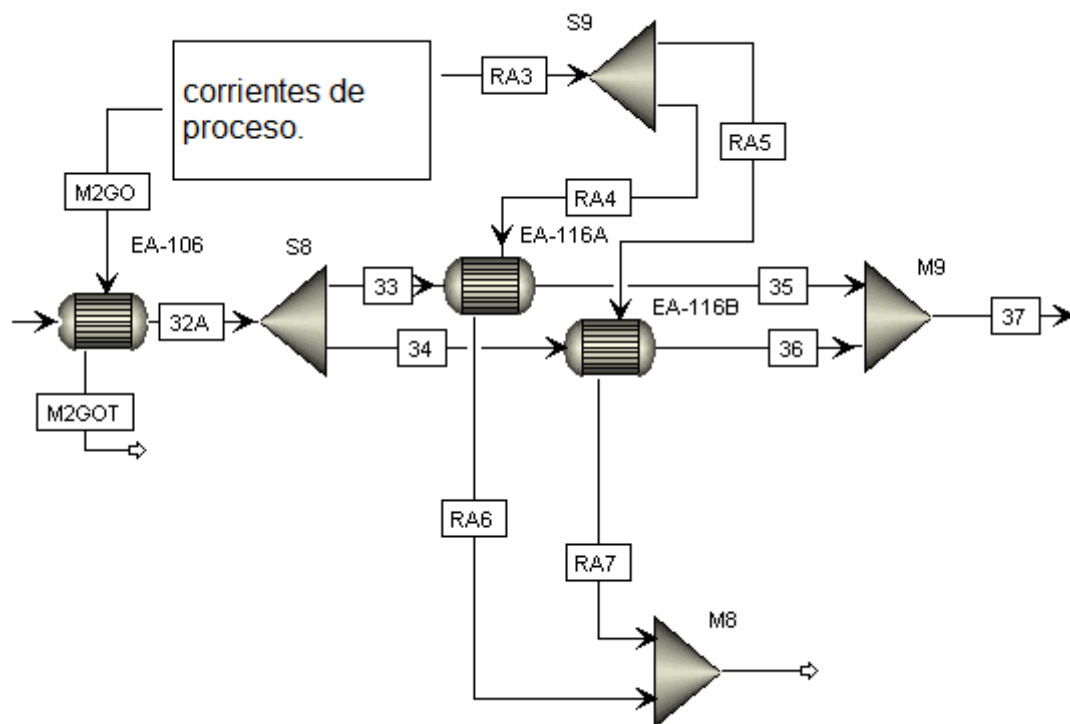 S9
corrientes de
proceso.
RA3
RA5
M2GO
RA4
EA-106
S8
EA-116A
M9
33
35
EA-116B
32A
37
34
36
M2GOT
RA6
RA7
M8